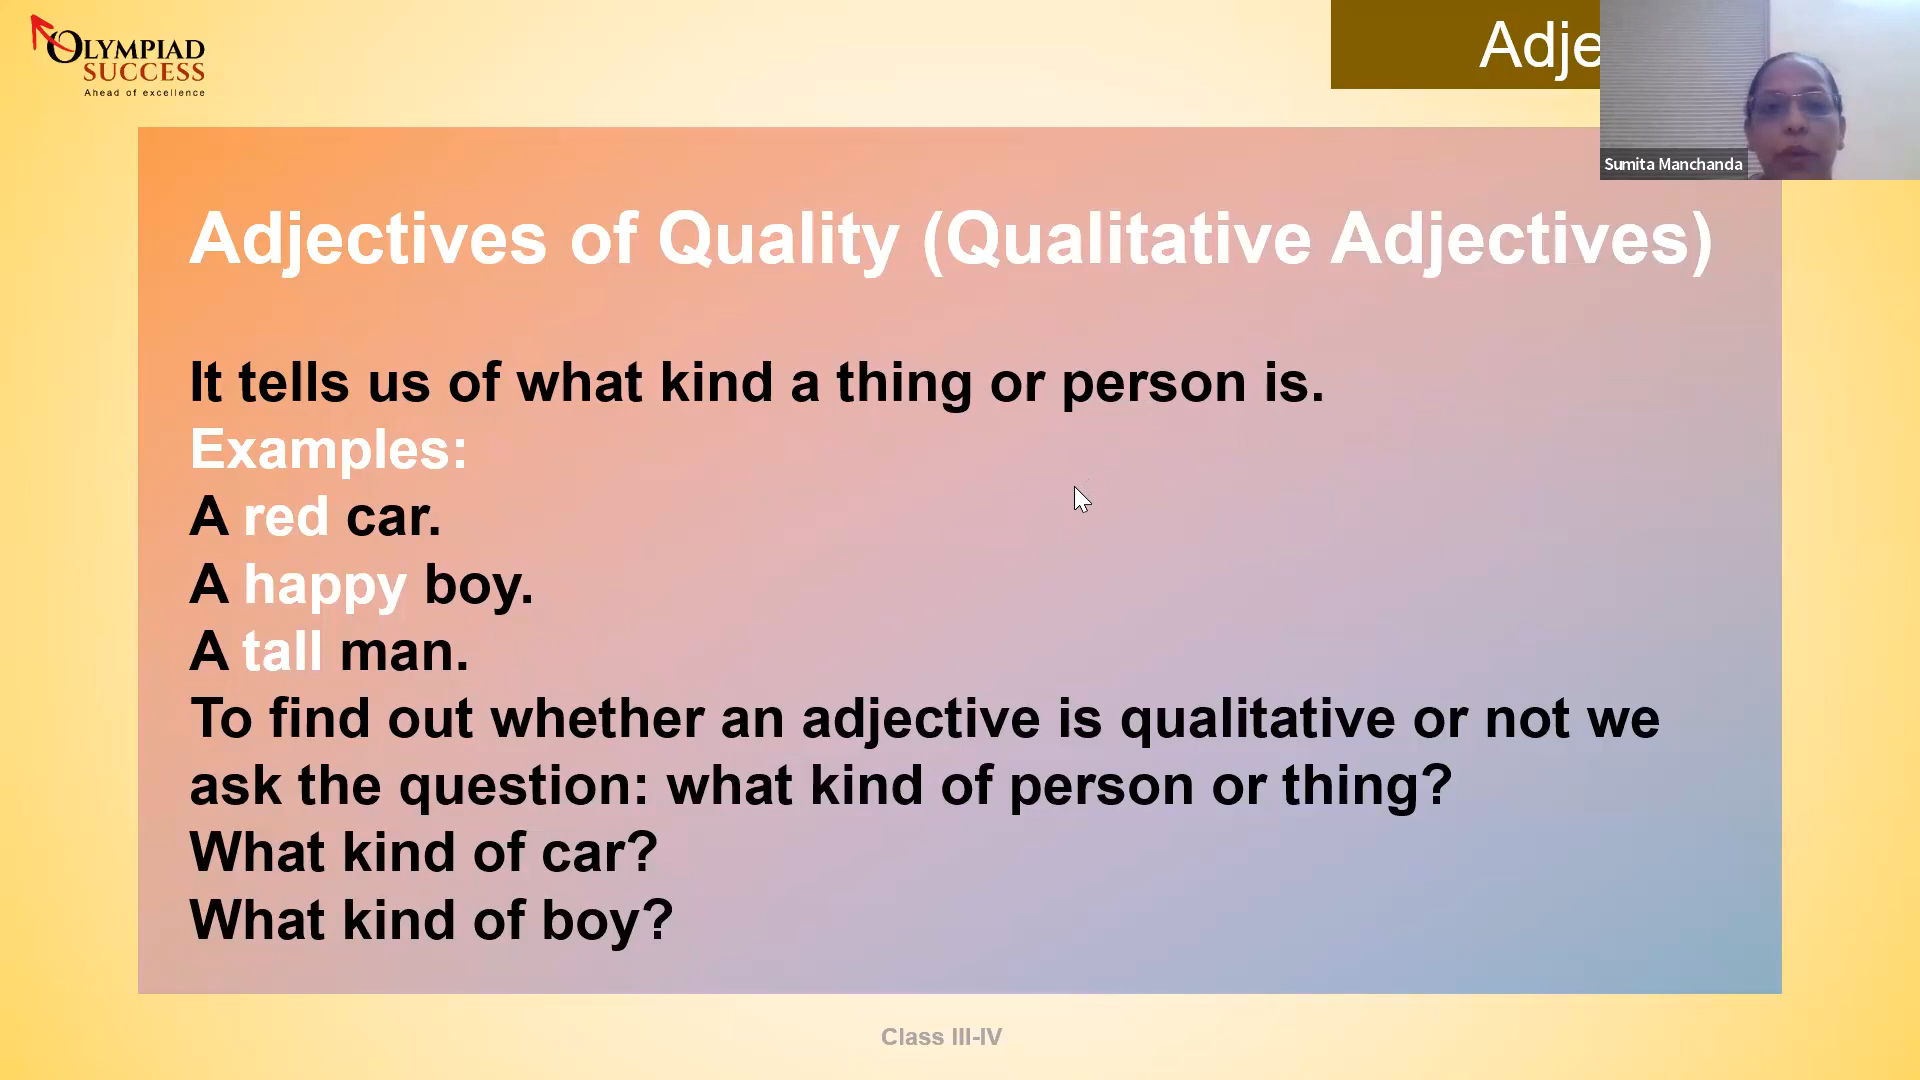 OLYMPIAD
SUCCESS
Ahead of excellence
Adje
Sumita Manchanda
Adjectives of Quality (Qualitative Adjectives)
It tells us of what kind a thing or person is.
Examples:
A red car.
A happy boy.
A tall man.
To find out whether an adjective is qualitative or not we
ask the question: what kind of person or thing?
What kind of car?
What kind of boy?
Class III-IV